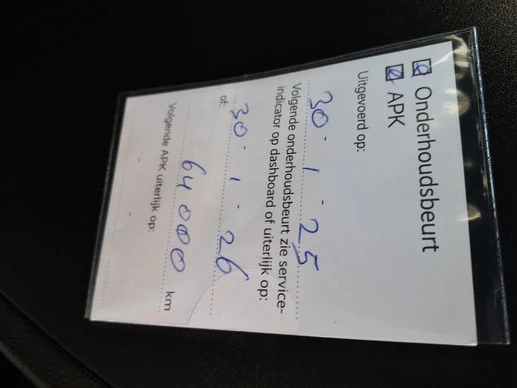 Onderhoudsbeurt
APK
Uitgevoerd op:
30 - 1 - 25
Volgende onderhoudsbeurt zie service-
indicator op dashboard of uiterlijk op:
30 - 1 - 26
of:
64000 km
Volgende APK uiterlijk op: